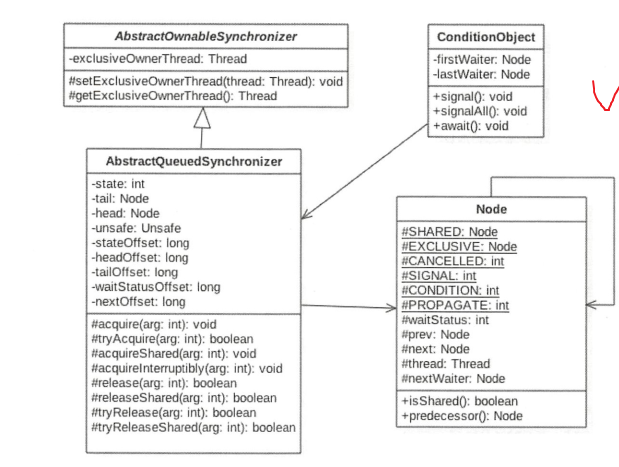 AbstractOwnableSynchronizer
-exclusiveOwnerThread: Thread
#setExclusiveOwnerThread(thread: Thread): void
#getExclusiveOwnerThread(): Thread
ConditionObject
-firstWaiter: Node
-lastWaiter: Node
+signal(): void
+signalAll(): void
+await(): void
AbstractQueuedSynchronizer
-state: int
-tail: Node
-head: Node
-unsafe: Unsafe
-stateOffset: long
-headOffset: long
-tailOffset: long
-waitStatusOffset: long
-nextOffset: long
#acquire(arg: int): void
#tryAcquire(arg: int): boolean
#acquireShared(arg: int): void
#acquireInterruptibly(arg: int): void
#release(arg: int): boolean
#releaseShared(arg: int): boolean
#tryRelease(arg: int): boolean
#tryReleaseShared(arg: int): boolean
Node
#SHARED: Node
#EXCLUSIVE: Node
#CANCELLED: int
#SIGNAL: int
#CONDITION: int
#PROPAGATE: int
#waitStatus: int
#prev: Node
#next: Node
#thread: Thread
#nextWaiter: Node
+isShared(): boolean
+predecessor(): Node